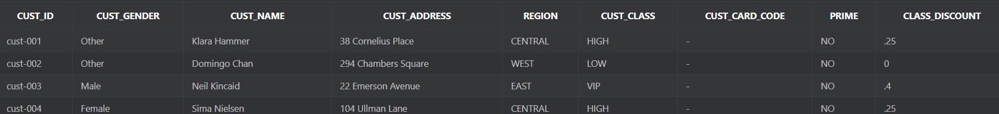 CUST_ID CUST_GENDER CUST_NAME CUST_ADDRESS REGION CUST_CLASS CUST_CARD_CODE PRIME CLASS_DISCOUNT
cust-001 Other Klara Hammer 38 Cornelius Place CENTRAL HIGH - NO .25
cust-002 Other Domingo Chan 294 Chambers Square WEST LOW - NO 0
cust-003 Male Neil Kincaid 22 Emerson Avenue EAST VIP - NO .4
cust-004 Female Sima Nielsen 104 Ullman Lane CENTRAL HIGH - NO .25